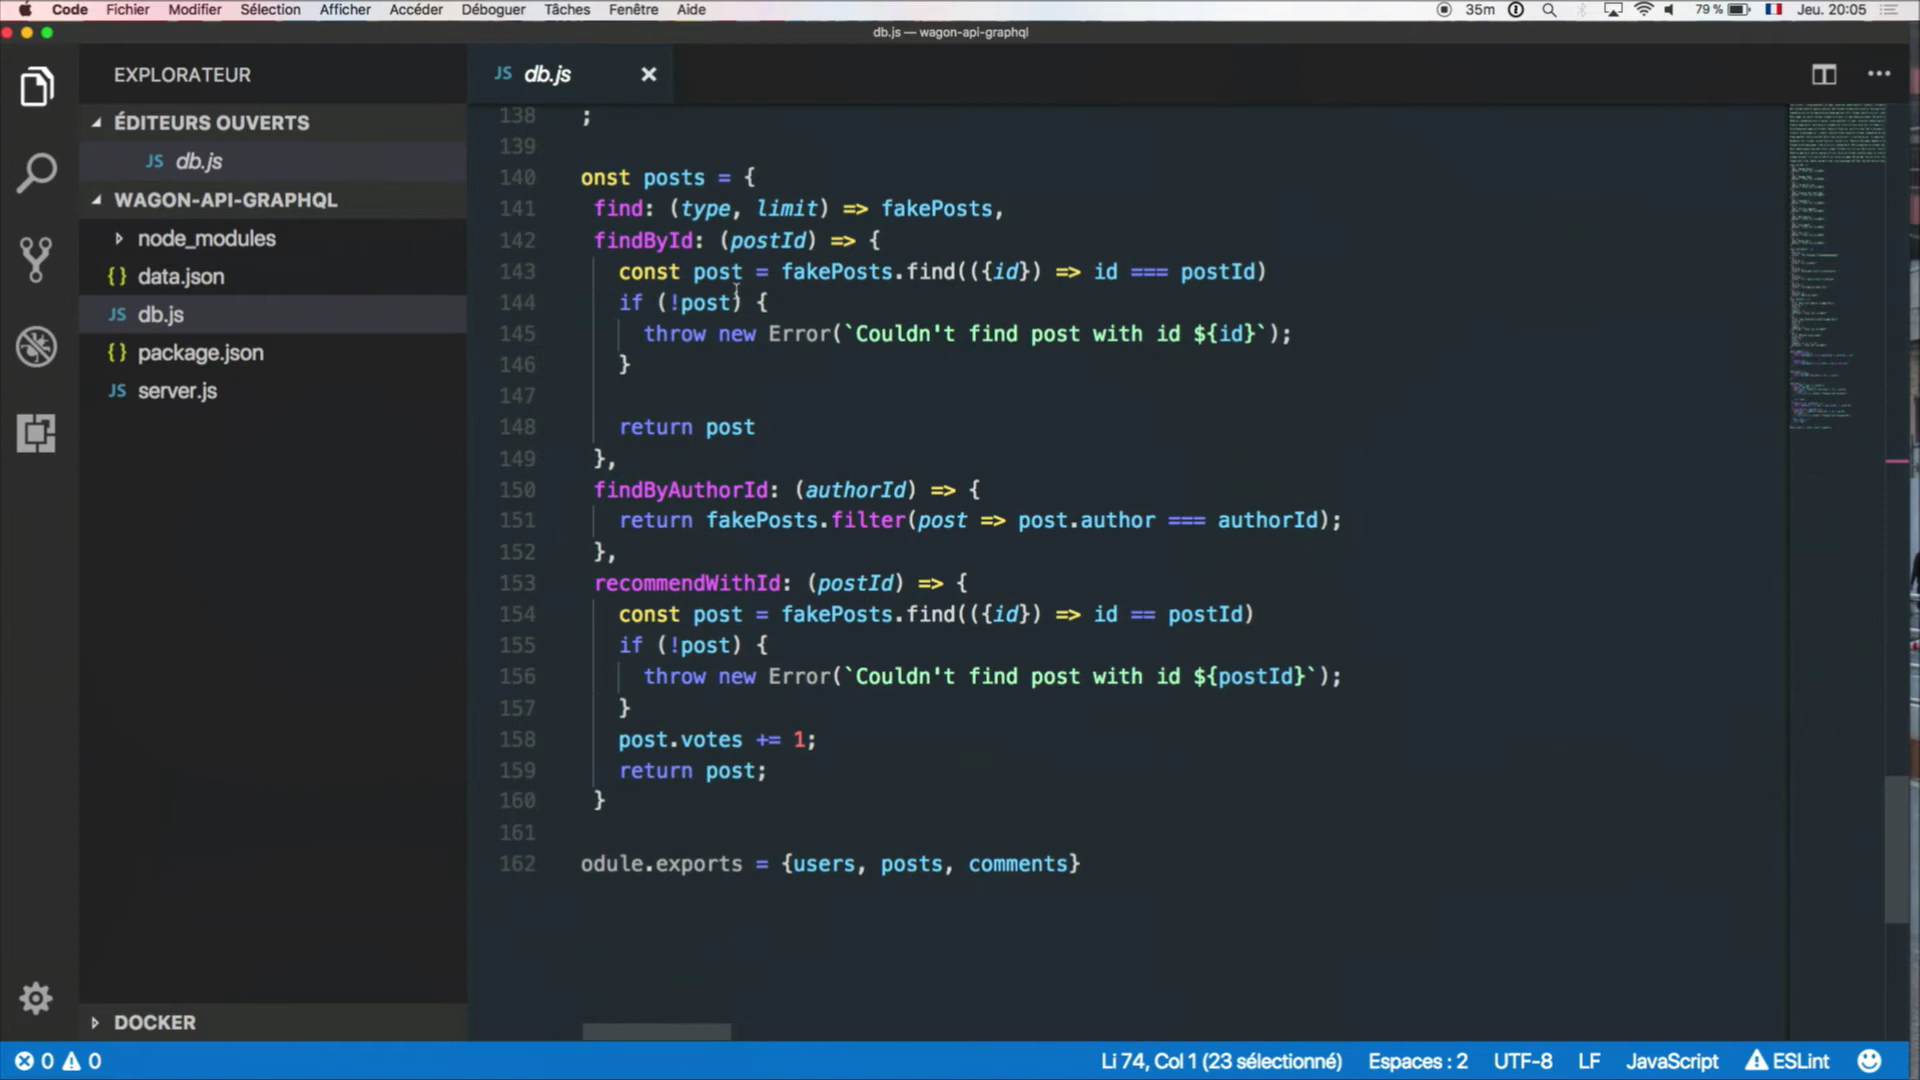 Code Fichier Modifier Sélection Afficher Accéder Déboguer Tâches Fenêtre Aide 35m 79 % Jeu. 20:05
db.js — wagon-api-graphql
EXPLORATEUR
ÉDITEURS OUVERTS
JS db.js
WAGON-API-GRAPHQL
node_modules
{} data.json
JS db.js
{} package.json
JS server.js
DOCKER
JS db.js ×
138 ;
139
140 onst posts = {
141 find: (type, limit) => fakePosts,
142 findById: (postId) => {
143 const post = fakePosts.find(({id}) => id === postId)
144 if (!post) {
145 throw new Error(`Couldn't find post with id ${id}`);
146 }
147
148 return post
149 },
150 findByAuthorId: (authorId) => {
151 return fakePosts.filter(post => post.author === authorId);
152 },
153 recommendWithId: (postId) => {
154 const post = fakePosts.find(({id}) => id == postId)
155 if (!post) {
156 throw new Error(`Couldn't find post with id ${postId}`);
157 }
158 post.votes += 1;
159 return post;
160 }
161
162 odule.exports = {users, posts, comments}
0 0 Li 74, Col 1 (23 sélectionné) Espaces : 2 UTF-8 LF JavaScript ESLint